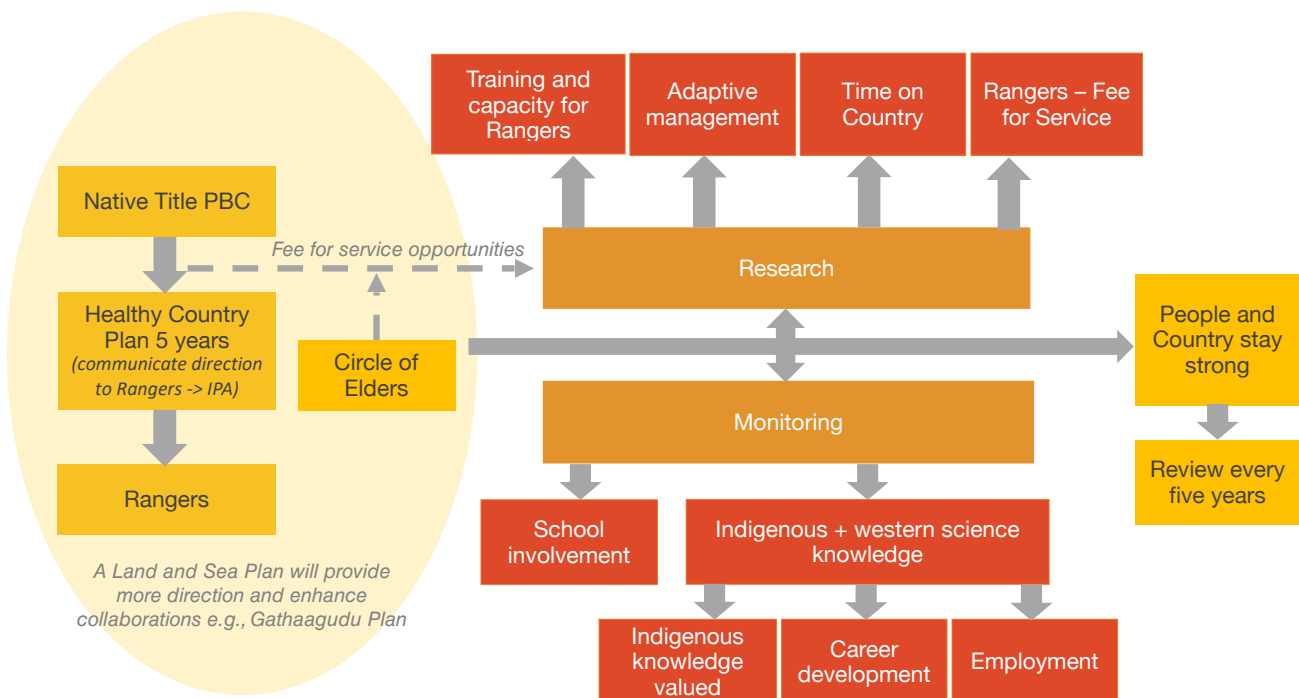 Training and
capacity for
Rangers
Adaptive
management
Time on
Country
Rangers – Fee
for Service
Native Title PBC
Fee for service opportunities
Research
Healthy Country
Plan 5 years
(communicate direction
to Rangers -> IPA)
Circle of
Elders
People and
Country stay
strong
Monitoring
Rangers
Review every
five years
School
involvement
Indigenous + western science
knowledge
A Land and Sea Plan will provide
more direction and enhance
collaborations e.g., Gathaagudu Plan
Indigenous
knowledge
valued
Career
development
Employment